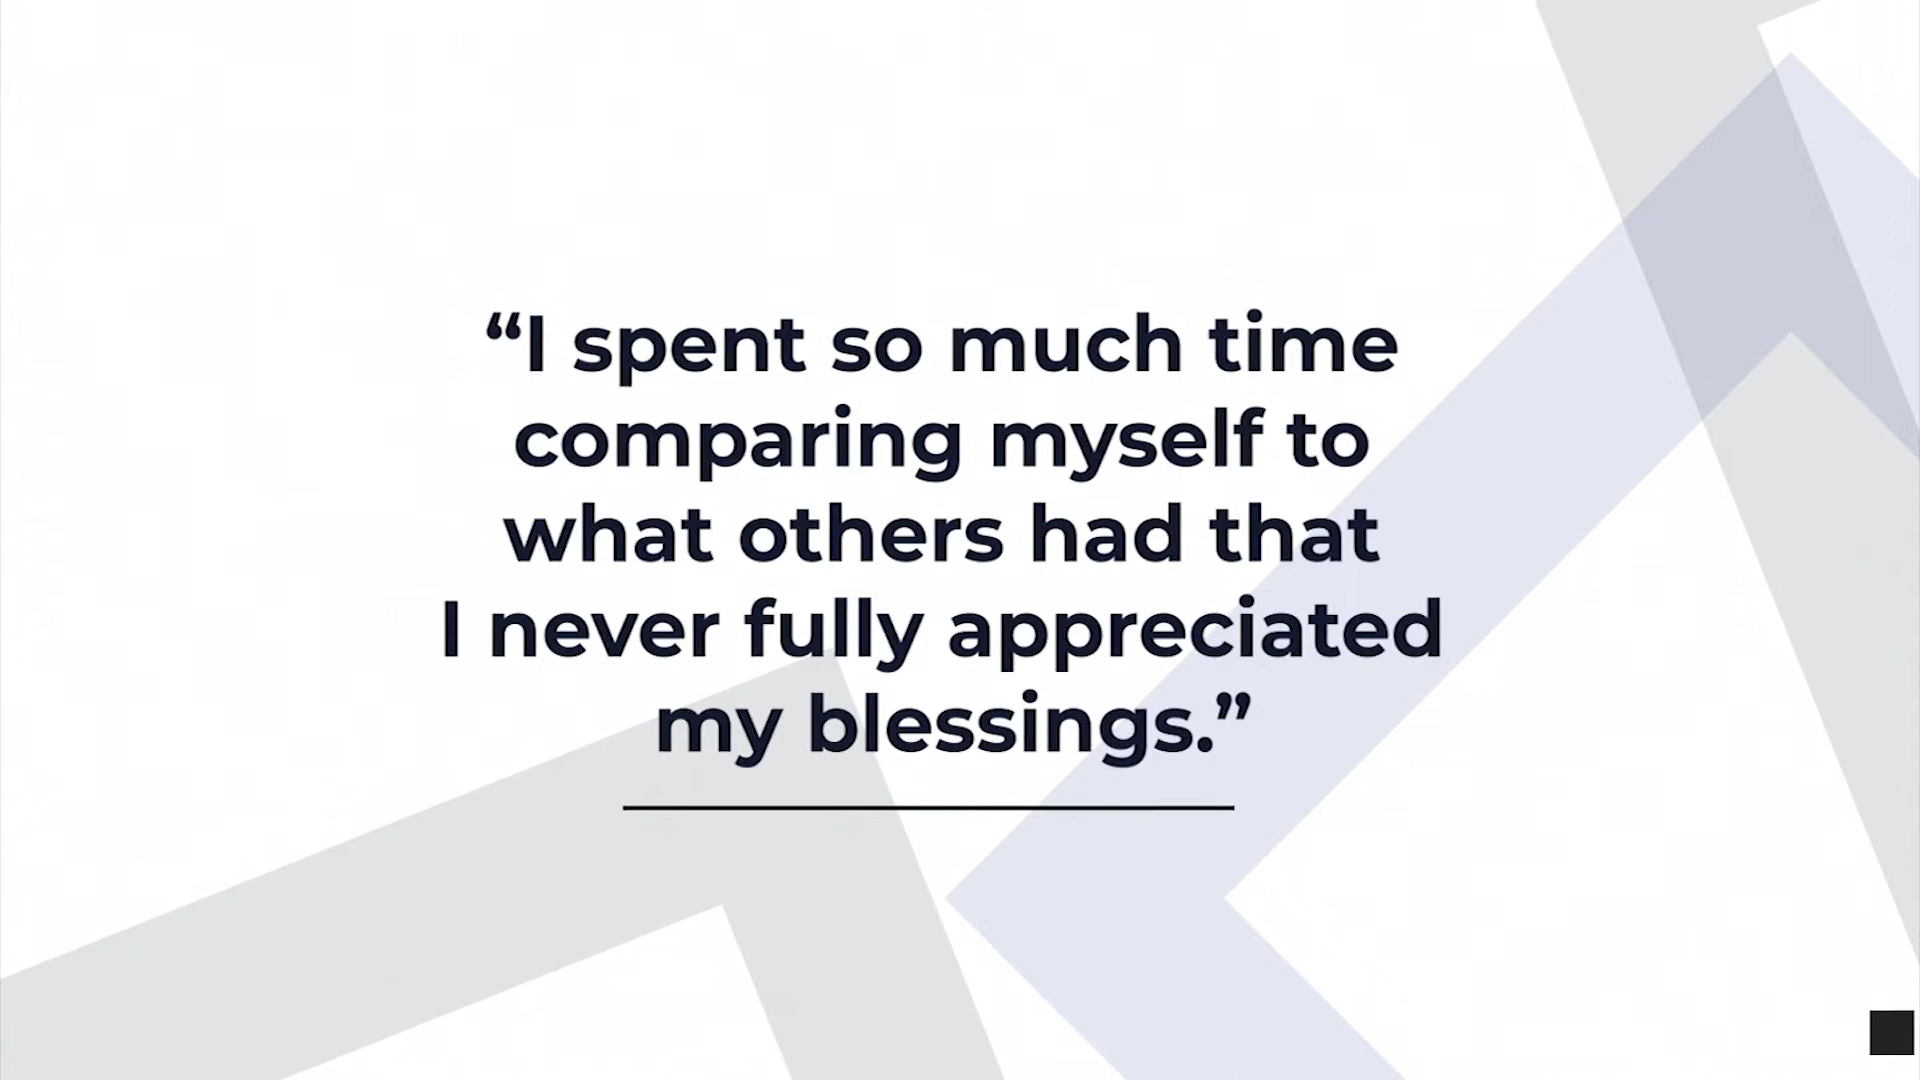 “I spent so much time
comparing myself to
what others had that
I never fully appreciated
my blessings.”